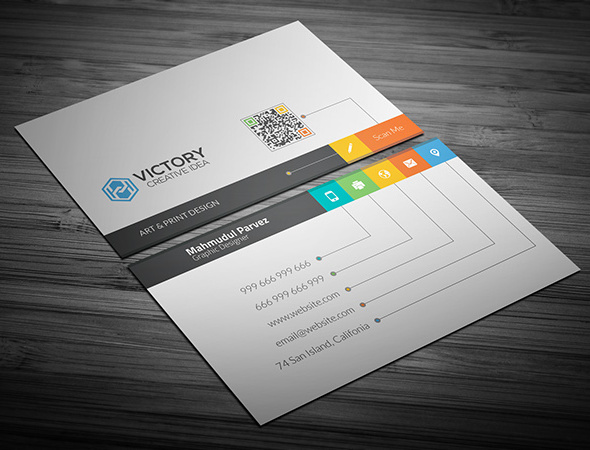 VICTORY
CREATIVE IDEA
Scan Me
ART & PRINT DESIGN
Mahmudul Parvez
Graphic Designer
999 666 999 666
666 999 666 999
www.website.com
email@website.com
74 San Island, Califonia